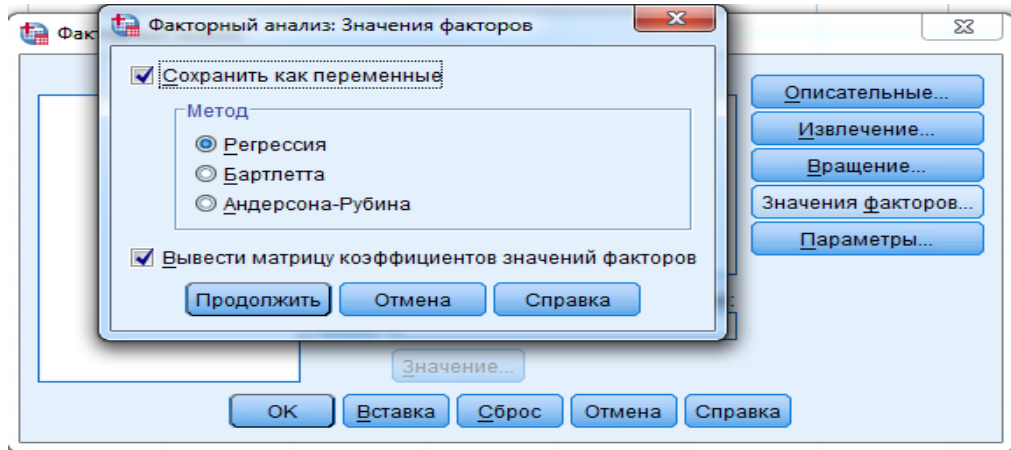 Фак
Факторный анализ: Значения факторов
Сохранить как переменные
Метод
Регрессия
Бартлетта
Андерсона-Рубина
Вывести матрицу коэффициентов значений факторов
Продолжить Отмена Справка
Описательные...
Извлечение...
Вращение...
Значения факторов...
Параметры...
Значение...
OK Вставка Сброс Отмена Справка